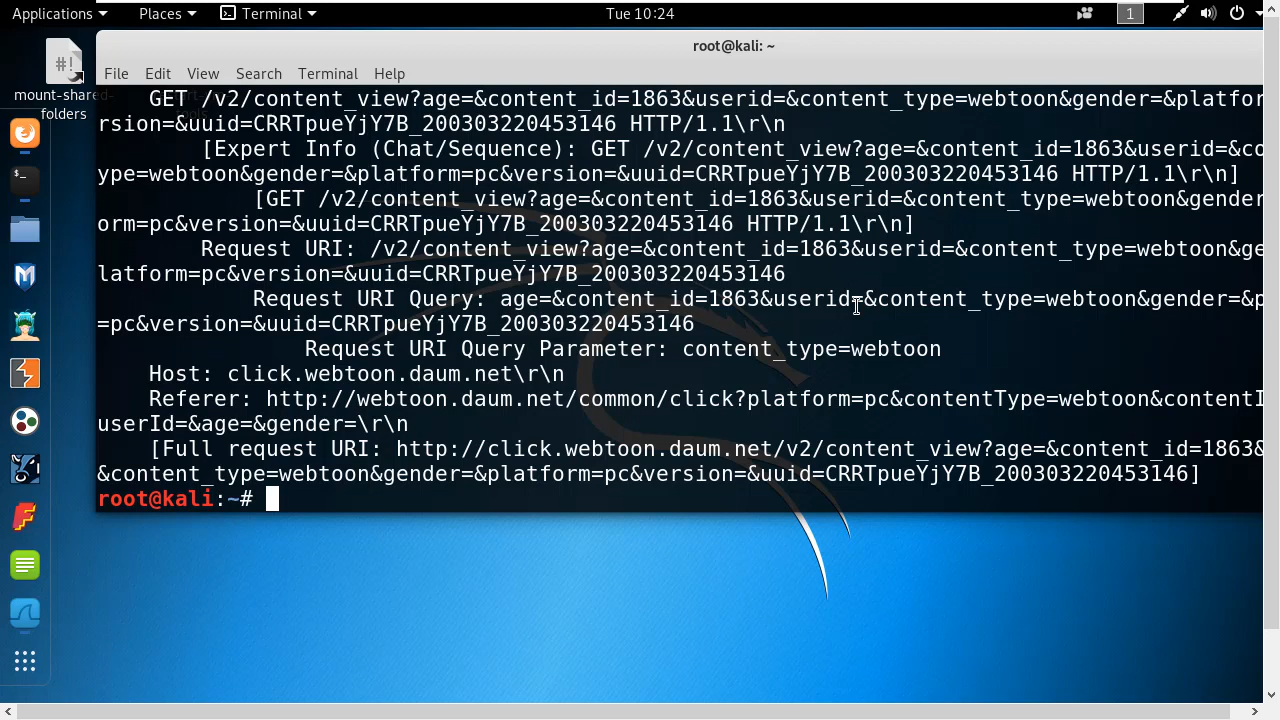 Applications Places Terminal Tue 10:24 1
root@kali: ~
#!
mount-shared-
folders
File Edit View Search Terminal Help
GET /v2/content_view?age=&content_id=1863&userid=&content_type=webtoon&gender=&platfor
rsion=&uuid=CRRTpueYjY7B_200303220453146 HTTP/1.1\r\n
[Expert Info (Chat/Sequence): GET /v2/content_view?age=&content_id=1863&userid=&co
ype=webtoon&gender=&platform=pc&version=&uuid=CRRTpueYjY7B_200303220453146 HTTP/1.1\r\n]
[GET /v2/content_view?age=&content_id=1863&userid=&content_type=webtoon&gender
orm=pc&version=&uuid=CRRTpueYjY7B_200303220453146 HTTP/1.1\r\n]
Request URI: /v2/content_view?age=&content_id=1863&userid=&content_type=webtoon&ge
latform=pc&version=&uuid=CRRTpueYjY7B_200303220453146
Request URI Query: age=&content_id=1863&userid=&content_type=webtoon&gender=&p
=pc&version=&uuid=CRRTpueYjY7B_200303220453146
Request URI Query Parameter: content_type=webtoon
Host: click.webtoon.daum.net\r\n
Referer: http://webtoon.daum.net/common/click?platform=pc&contentType=webtoon&contentI
userId=&age=&gender=\r\n
[Full request URI: http://click.webtoon.daum.net/v2/content_view?age=&content_id=1863&
&content_type=webtoon&gender=&platform=pc&version=&uuid=CRRTpueYjY7B_200303220453146]
root@kali:~#